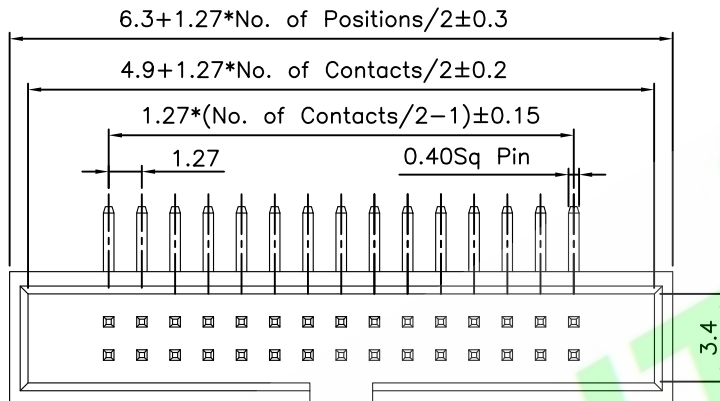 6.3+1.27*No. of Positions/2±0.3
4.9+1.27*No. of Contacts/2±0.2
1.27*(No. of Contacts/2-1)±0.15
1.27
0.40Sq Pin
3.4